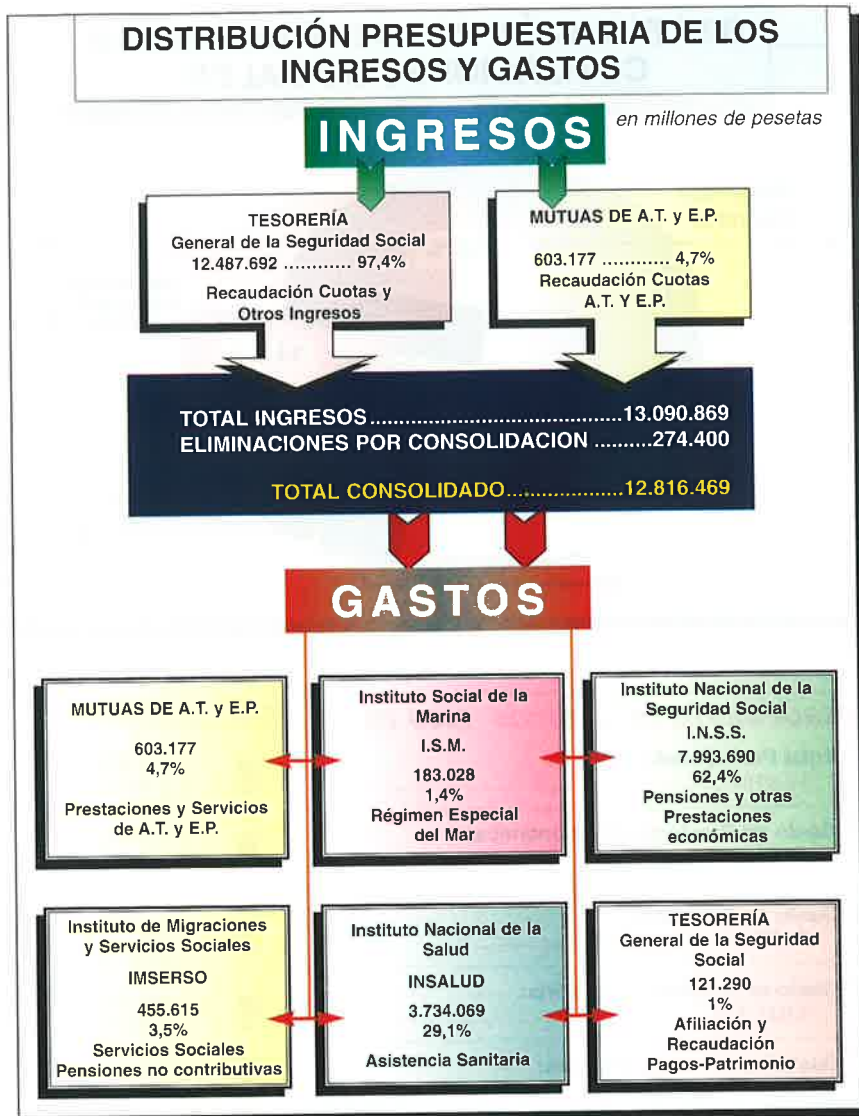 DISTRIBUCIÓN PRESUPUESTARIA DE LOS
INGRESOS Y GASTOS
INGRESOS
en millones de pesetas
TESORERÍA
General de la Seguridad Social
12.487.692 ............ 97,4%
Recaudación Cuotas y
Otros Ingresos
MUTUAS DE A.T. y E.P.
603.177 ............ 4,7%
Recaudación Cuotas
A.T. Y E.P.
TOTAL INGRESOS............................................13.090.869
ELIMINACIONES POR CONSOLIDACION ..........274.400
TOTAL CONSOLIDADO.....................12.816.469
GASTOS
MUTUAS DE A.T. y E.P.
603.177
4,7%
Prestaciones y Servicios
de A.T. y E.P.
Instituto Social de la
Marina
I.S.M.
183.028
1,4%
Régimen Especial
del Mar
Instituto Nacional de la
Seguridad Social
I.N.S.S.
7.993.690
62,4%
Pensiones y otras
Prestaciones
económicas
Instituto de Migraciones
y Servicios Sociales
IMSERSO
455.615
3,5%
Servicios Sociales
Pensiones no contributivas
Instituto Nacional de la
Salud
INSALUD
3.734.069
29,1%
Asistencia Sanitaria
TESORERÍA
General de la Seguridad
Social
121.290
1%
Afiliación y
Recaudación
Pagos-Patrimonio